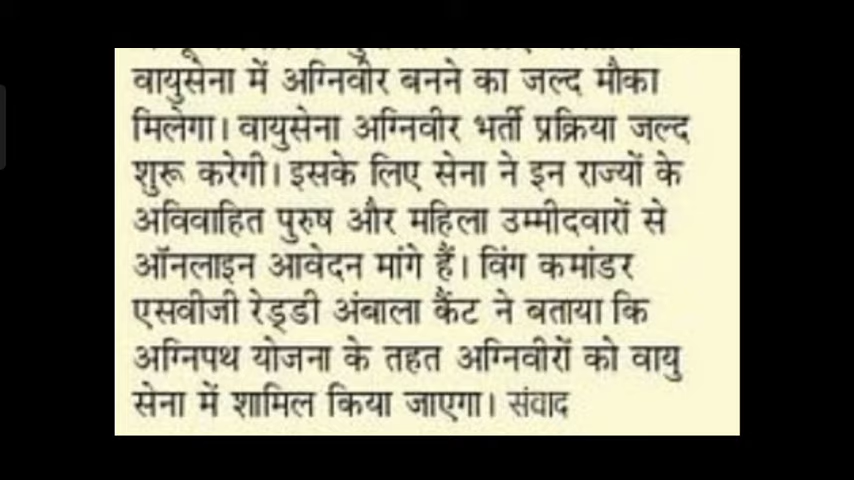 वायुसेना में अग्निवीर बनने का जल्द मौका
मिलेगा। वायुसेना अग्निवीर भर्ती प्रक्रिया जल्द
शुरू करेगी। इसके लिए सेना ने इन राज्यों के
अविवाहित पुरुष और महिला उम्मीदवारों से
ऑनलाइन आवेदन मांगे हैं। विंग कमांडर
एसवीजी रेड्डी अंबाला कैंट ने बताया कि
अग्निपथ योजना के तहत अग्निवीरों को वायु
सेना में शामिल किया जाएगा। संवाद